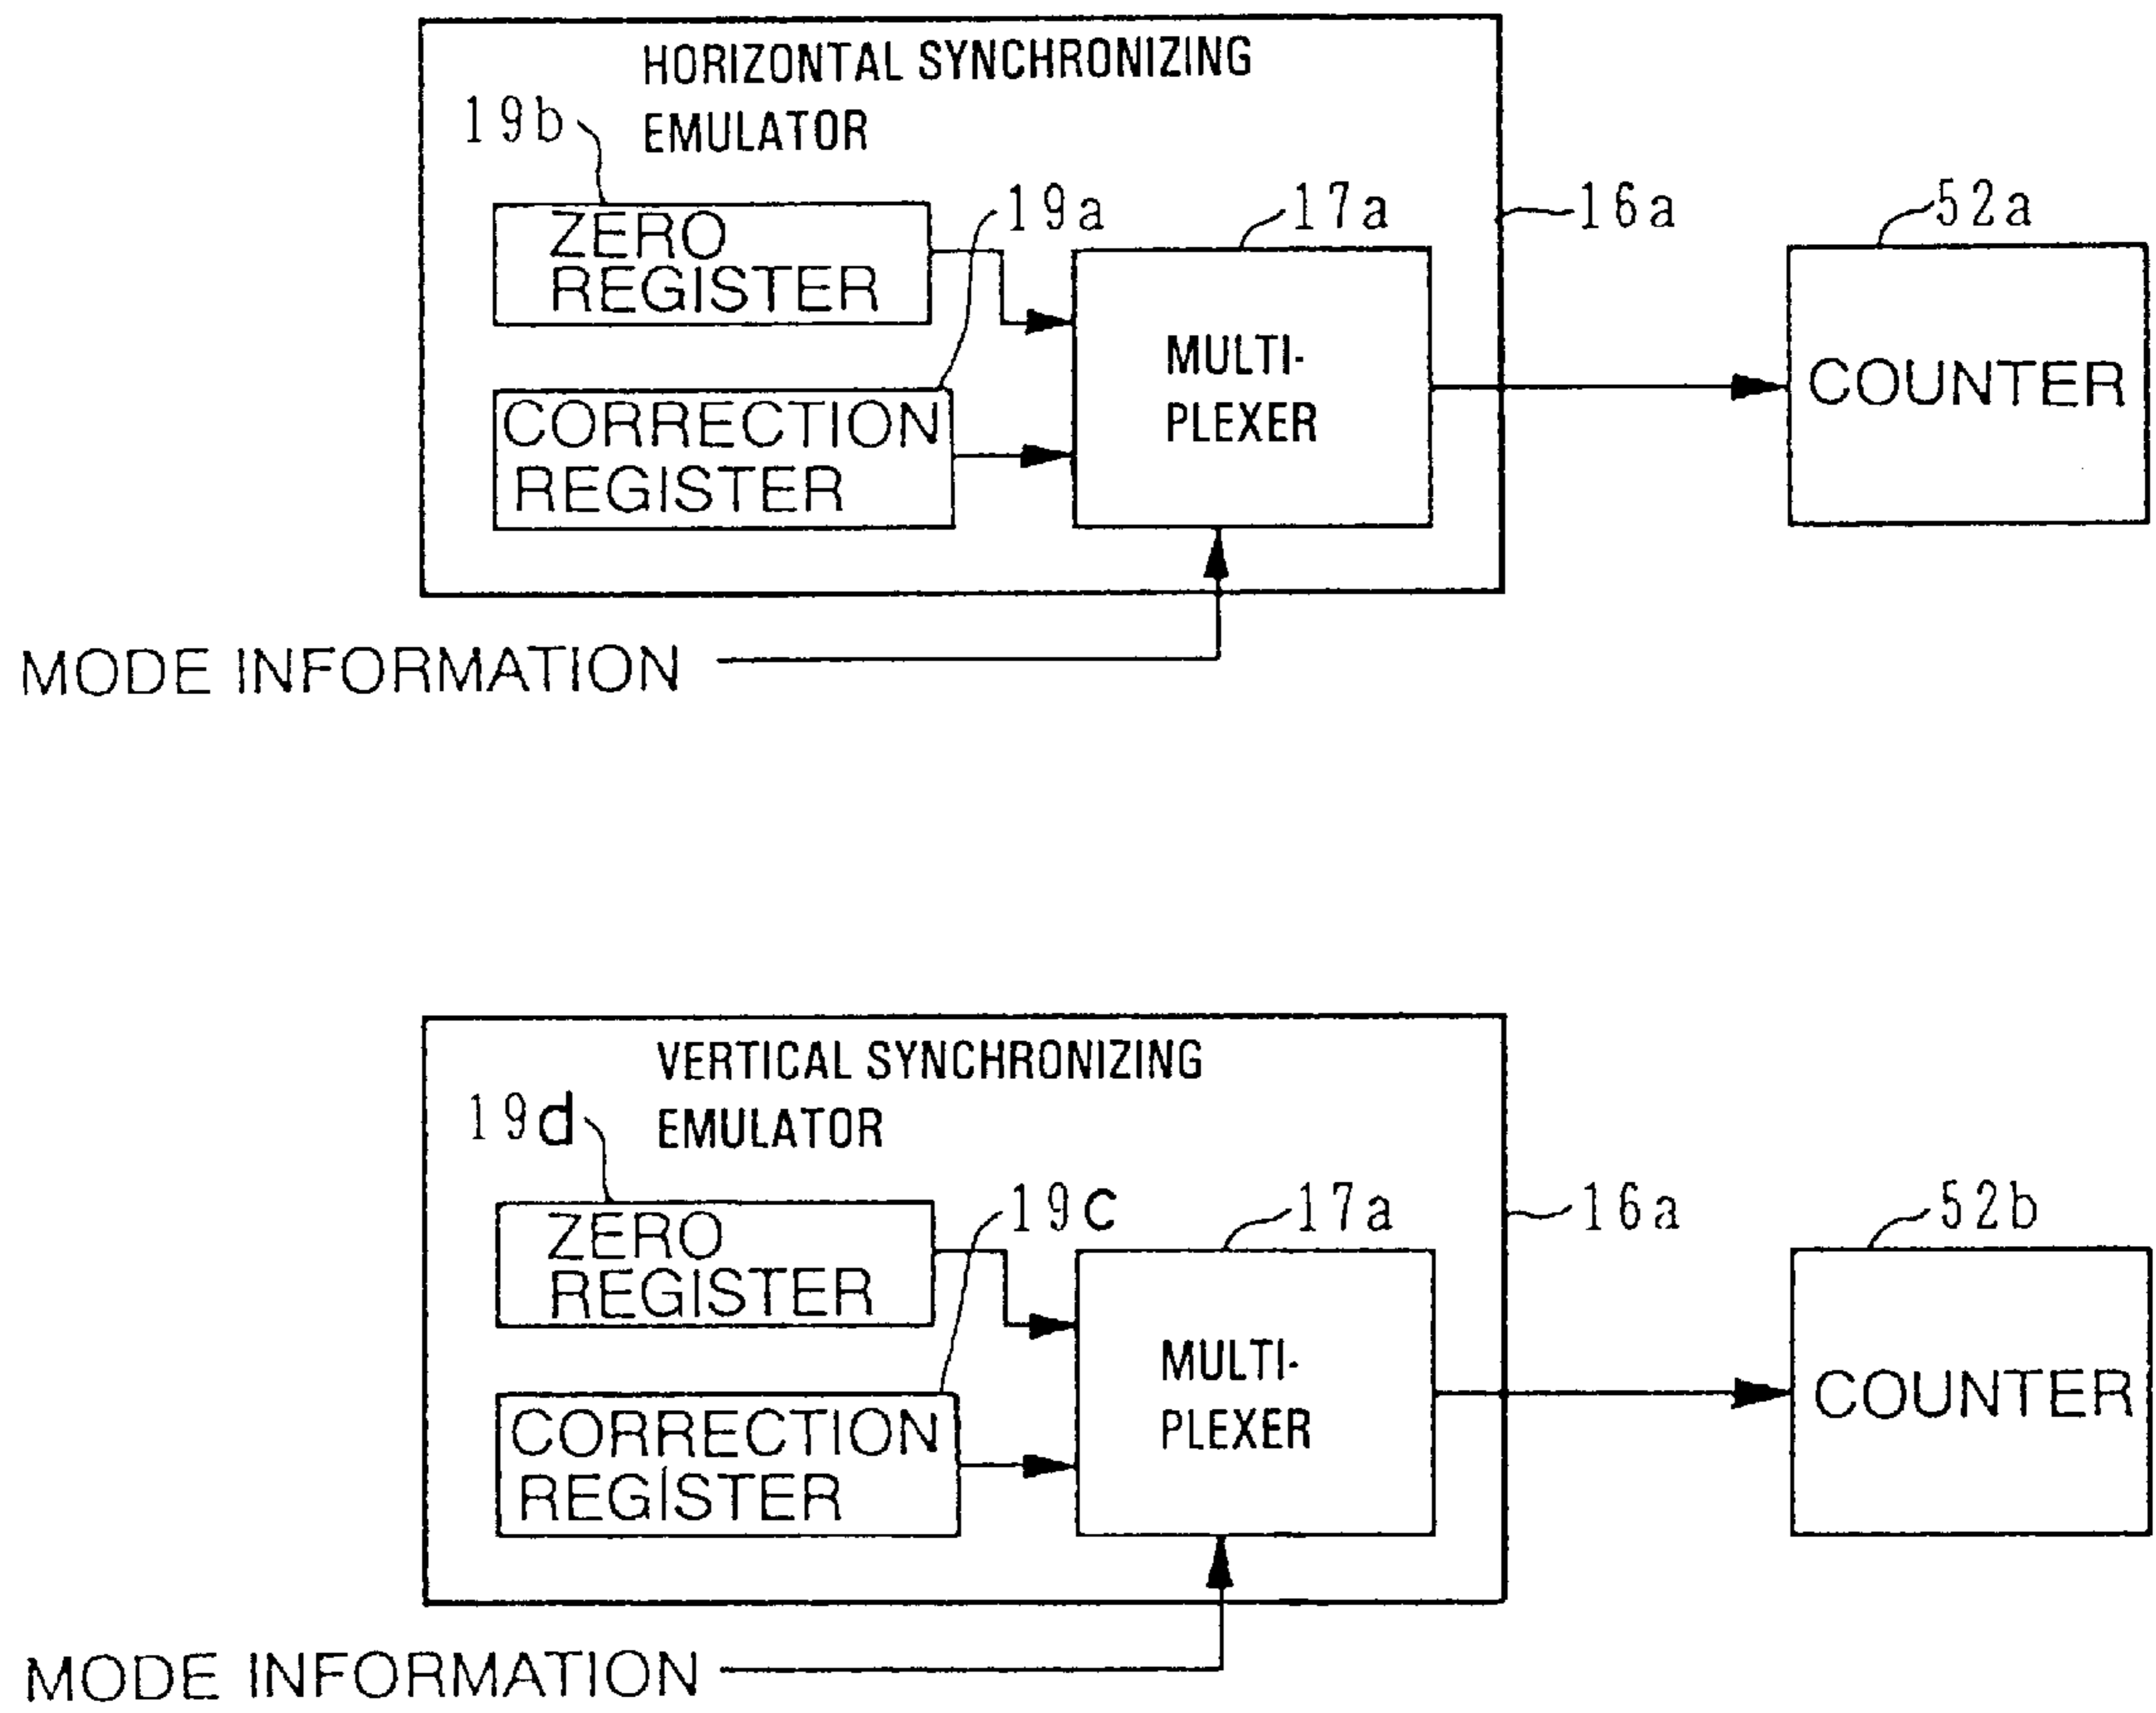 HORIZONTAL SYNCHRONIZING
EMULATOR
19b
19a
17a
16a
52a
ZERO
REGISTER
MULTI-
PLEXER
COUNTER
CORRECTION
REGISTER
MODE INFORMATION
VERTICAL SYNCHRONIZING
EMULATOR
19d
19c
17a
16a
52b
ZERO
REGISTER
MULTI-
PLEXER
COUNTER
CORRECTION
REGISTER
MODE INFORMATION